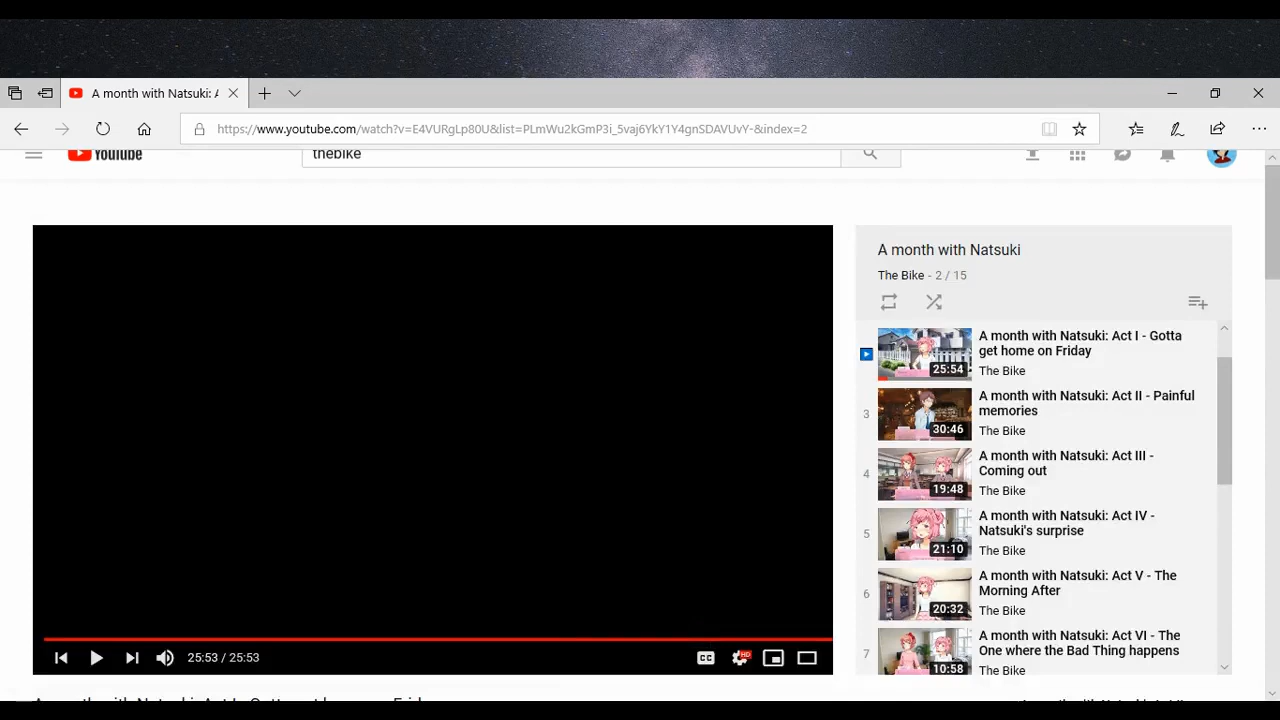 A month with Natsuki: A
https://www.youtube.com/watch?v=E4VURgLp80U&list=PLmWu2kGmP3i_5vaj6YkY1Y4gnSDAVUvY-&index=2
YouTube
thebike
A month with Natsuki
The Bike - 2 / 15
A month with Natsuki: Act I - Gotta
get home on Friday
The Bike
25:54
3
A month with Natsuki: Act II - Painful
memories
The Bike
30:46
4
A month with Natsuki: Act III -
Coming out
The Bike
19:48
5
A month with Natsuki: Act IV -
Natsuki's surprise
The Bike
21:10
6
A month with Natsuki: Act V - The
Morning After
The Bike
20:32
7
A month with Natsuki: Act VI - The
One where the Bad Thing happens
The Bike
10:58
25:53 / 25:53
CC
HD